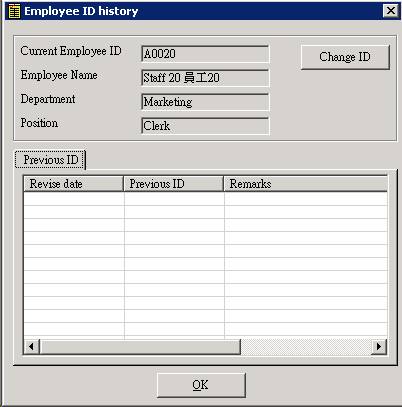 Employee ID history
Current Employee ID A0020
Change ID
Employee Name Staff 20 員工20
Department Marketing
Position Clerk
Previous ID
Revise date Previous ID Remarks
OK